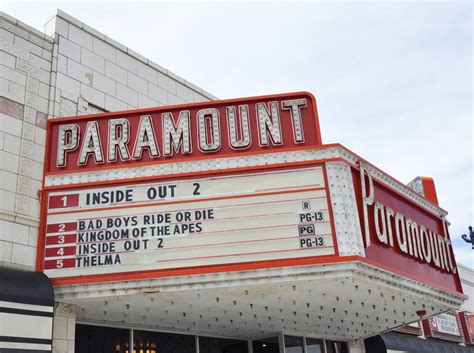 PARAMOUNT
1 INSIDE OUT 2
2 BAD BOYS RIDE OR DIE R
3 KINGDOM OF THE APES PG-13
4 INSIDE OUT 2 PG
5 THELMA PG-13
Paramount